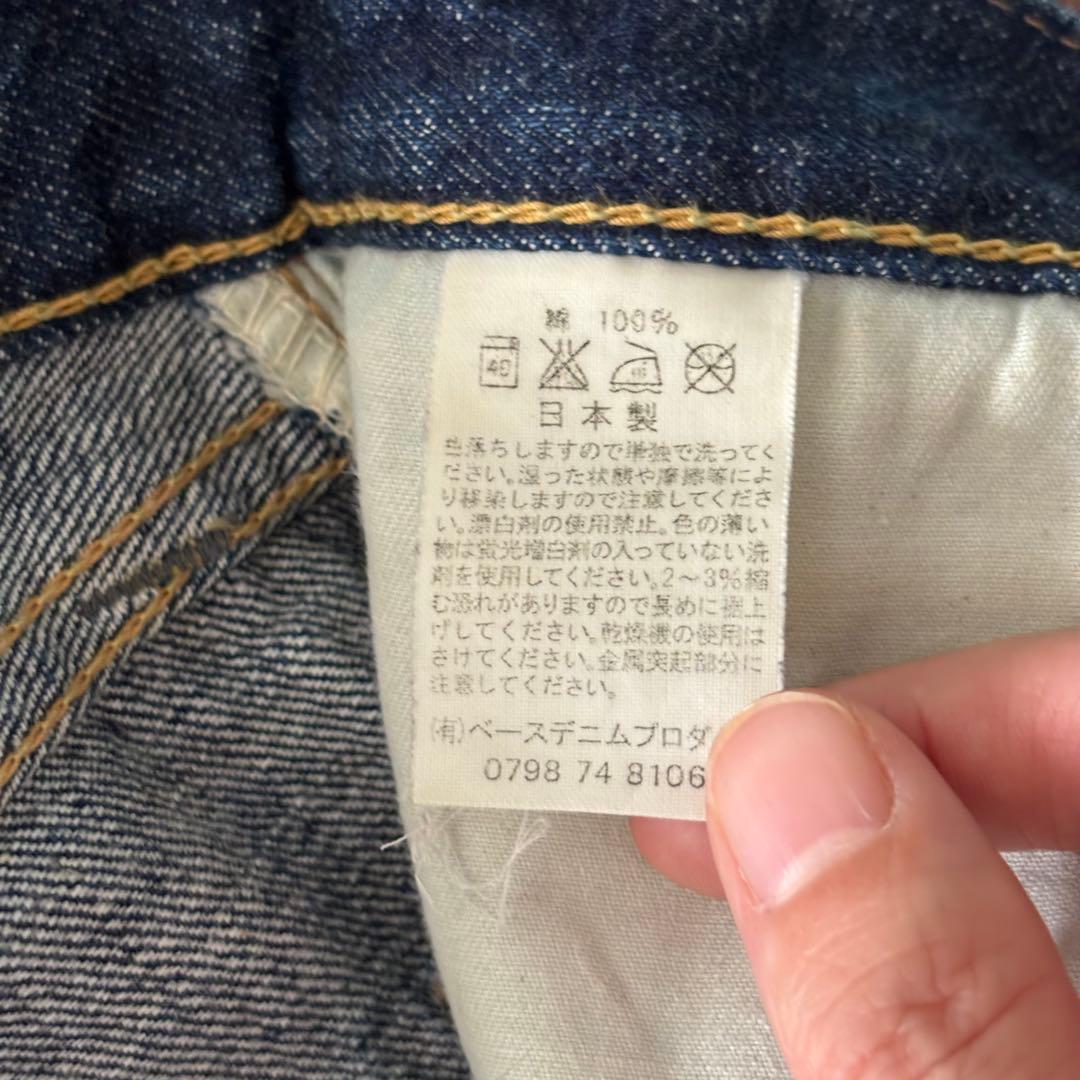 綿 100%
40
日本製
色落ちしますので単独で洗ってく
ださい。湿った状態や摩擦等によ
り移染しますので注意してくださ
い。漂白剤の使用禁止。色の薄い
物は蛍光増白剤の入っていない洗
剤を使用してください。2～3%縮
む恐れがありますので長めに裾上
げしてください。乾燥機の使用は
さけてください。金属突起部分に
注意してください。
(有)ベースデニムプロダ
0798 74 8106